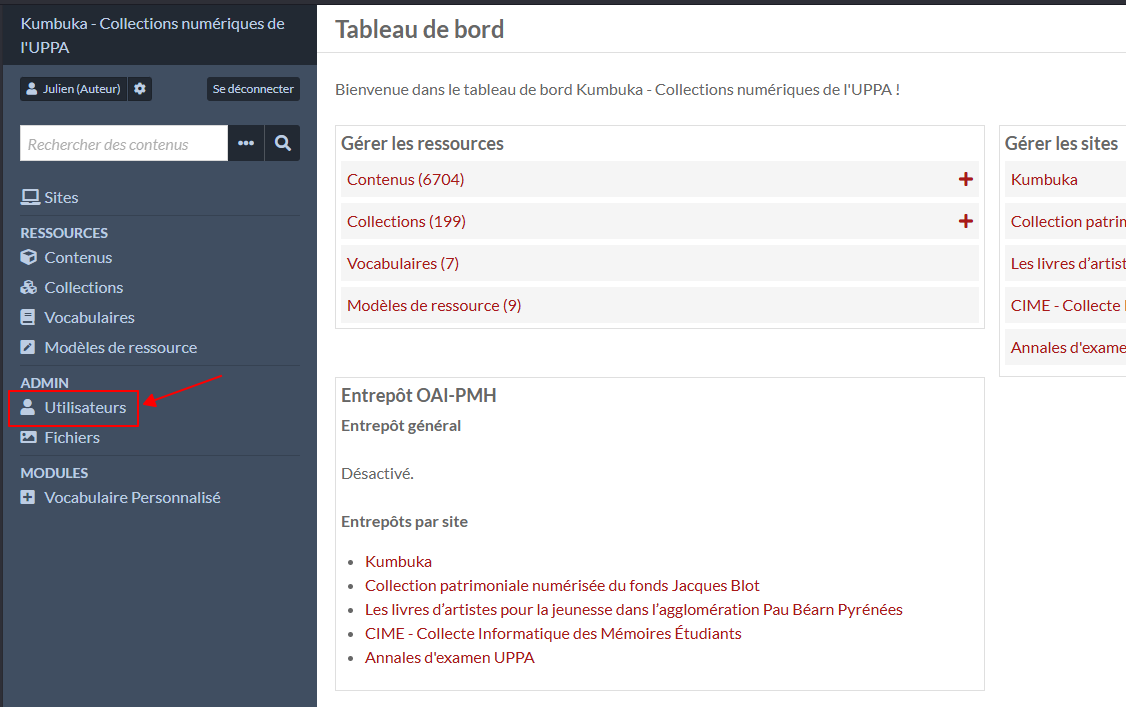 Kumbuka - Collections numériques de
l'UPPA
Julien (Auteur)
Se déconnecter
Rechercher des contenus
Sites
RESSOURCES
Contenus
Collections
Vocabulaires
Modèles de ressource
ADMIN
Utilisateurs
Fichiers
MODULES
Vocabulaire Personnalisé
Tableau de bord
Bienvenue dans le tableau de bord Kumbuka - Collections numériques de l'UPPA !
Gérer les ressources
Contenus (6704)
Collections (199)
Vocabulaires (7)
Modèles de ressource (9)
Gérer les sites
Kumbuka
Collection patrim
Les livres d’artist
CIME - Collecte
Annales d'exame
Entrepôt OAI-PMH
Entrepôt général
Désactivé.
Entrepôts par site
Kumbuka
Collection patrimoniale numérisée du fonds Jacques Blot
Les livres d’artistes pour la jeunesse dans l’agglomération Pau Béarn Pyrénées
CIME - Collecte Informatique des Mémoires Étudiants
Annales d'examen UPPA